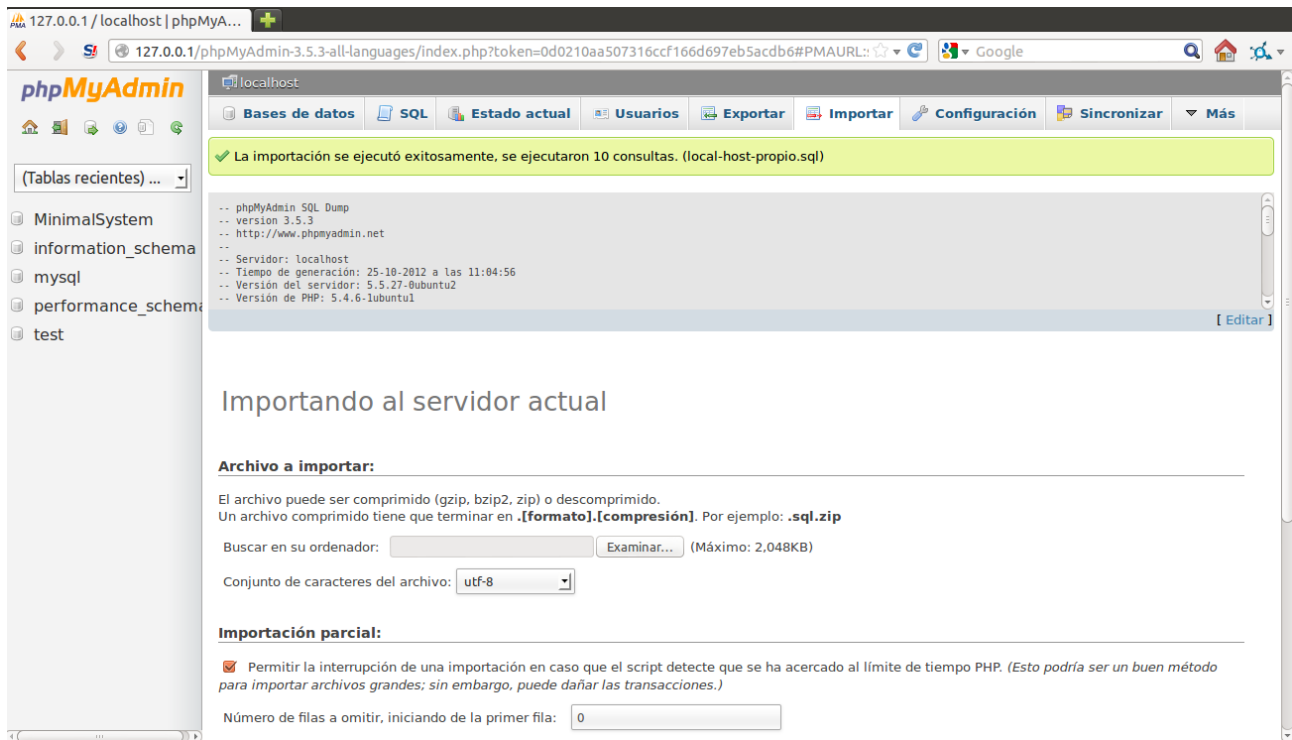 127.0.0.1 / localhost | phpMyA...
127.0.0.1/phpMyAdmin-3.5.3-all-languages/index.php?token=0d0210aa507316ccf166d697eb5acdb6#PMAURL:
Google
phpMyAdmin
localhost
Bases de datos
SQL
Estado actual
Usuarios
Exportar
Importar
Configuración
Sincronizar
Más
La importación se ejecutó exitosamente, se ejecutaron 10 consultas. (local-host-propio.sql)
(Tablas recientes) ...
MinimalSystem
information_schema
mysql
performance_schema
test
-- phpMyAdmin SQL Dump
-- version 3.5.3
-- http://www.phpmyadmin.net
--
-- Servidor: localhost
-- Tiempo de generación: 25-10-2012 a las 11:04:56
-- Versión del servidor: 5.5.27-0ubuntu2
-- Versión de PHP: 5.4.6-1ubuntu1
[ Editar ]
Importando al servidor actual
Archivo a importar:
El archivo puede ser comprimido (gzip, bzip2, zip) o descomprimido.
Un archivo comprimido tiene que terminar en .[formato].[compresión]. Por ejemplo: .sql.zip
Buscar en su ordenador:
Examinar...
(Máximo: 2,048KB)
Conjunto de caracteres del archivo:
utf-8
Importación parcial:
Permitir la interrupción de una importación en caso que el script detecte que se ha acercado al límite de tiempo PHP. (Esto podría ser un buen método
para importar archivos grandes; sin embargo, puede dañar las transacciones.)
Número de filas a omitir, iniciando de la primer fila:
0